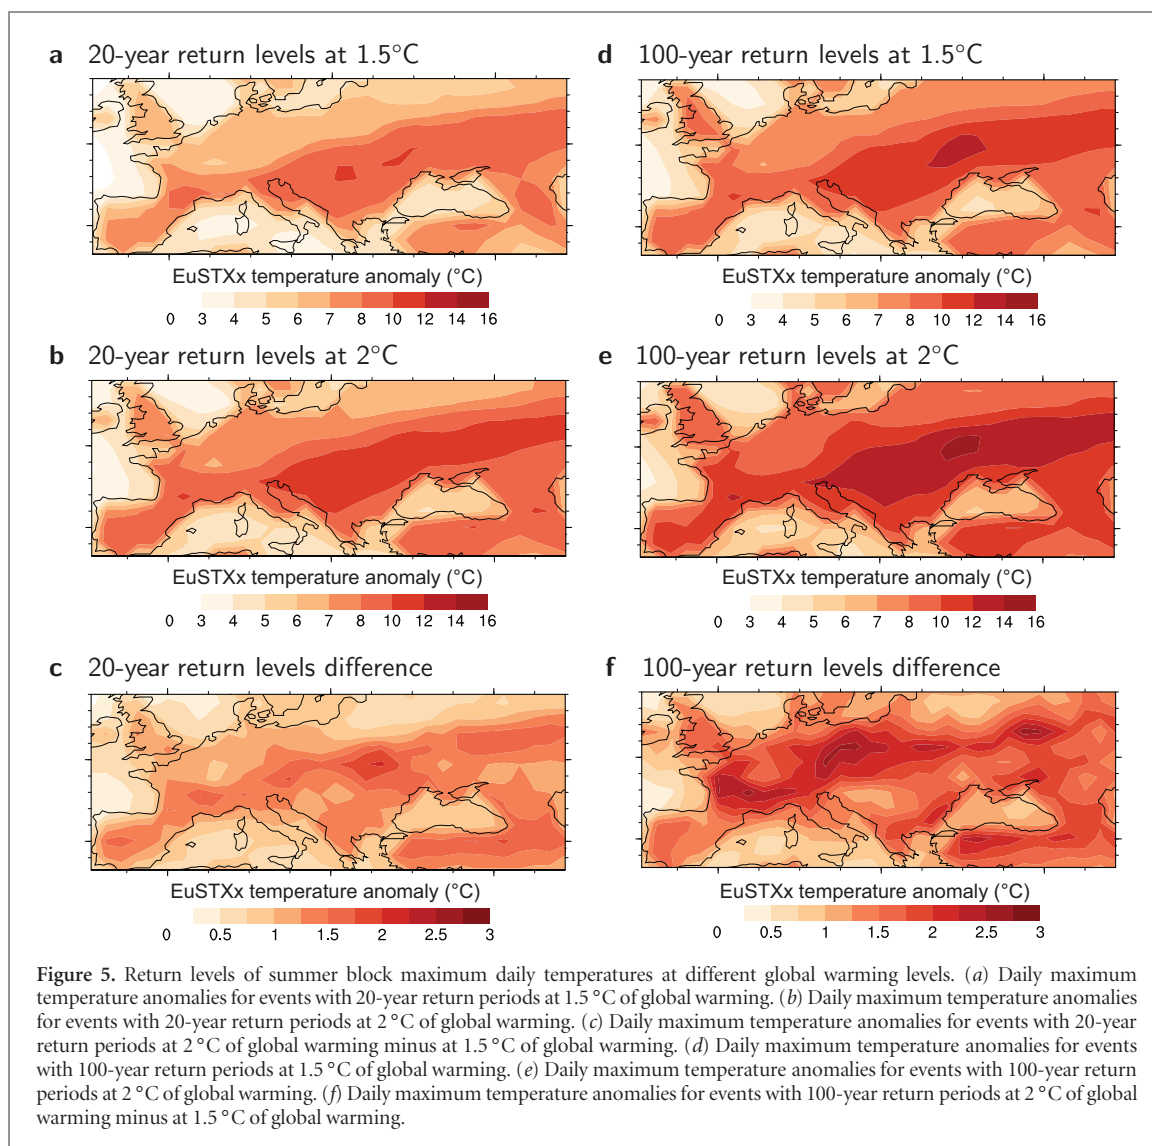 a 20-year return levels at 1.5°C
EuSTXx temperature anomaly (°C)
0 3 4 5 6 7 8 10 12 14 16
b 20-year return levels at 2°C
EuSTXx temperature anomaly (°C)
0 3 4 5 6 7 8 10 12 14 16
c 20-year return levels difference
EuSTXx temperature anomaly (°C)
0 0.5 1 1.5 2 2.5 3
d 100-year return levels at 1.5°C
EuSTXx temperature anomaly (°C)
0 3 4 5 6 7 8 10 12 14 16
e 100-year return levels at 2°C
EuSTXx temperature anomaly (°C)
0 3 4 5 6 7 8 10 12 14 16
f 100-year return levels difference
EuSTXx temperature anomaly (°C)
0 0.5 1 1.5 2 2.5 3
Figure 5. Return levels of summer block maximum daily temperatures at different global warming levels. (a) Daily maximum
temperature anomalies for events with 20-year return periods at 1.5 °C of global warming. (b) Daily maximum temperature anomalies
for events with 20-year return periods at 2 °C of global warming. (c) Daily maximum temperature anomalies for events with 20-year
return periods at 2 °C of global warming minus at 1.5 °C of global warming. (d) Daily maximum temperature anomalies for events
with 100-year return periods at 1.5 °C of global warming. (e) Daily maximum temperature anomalies for events with 100-year return
periods at 2 °C of global warming. (f) Daily maximum temperature anomalies for events with 100-year return periods at 2 °C of global
warming minus at 1.5 °C of global warming.